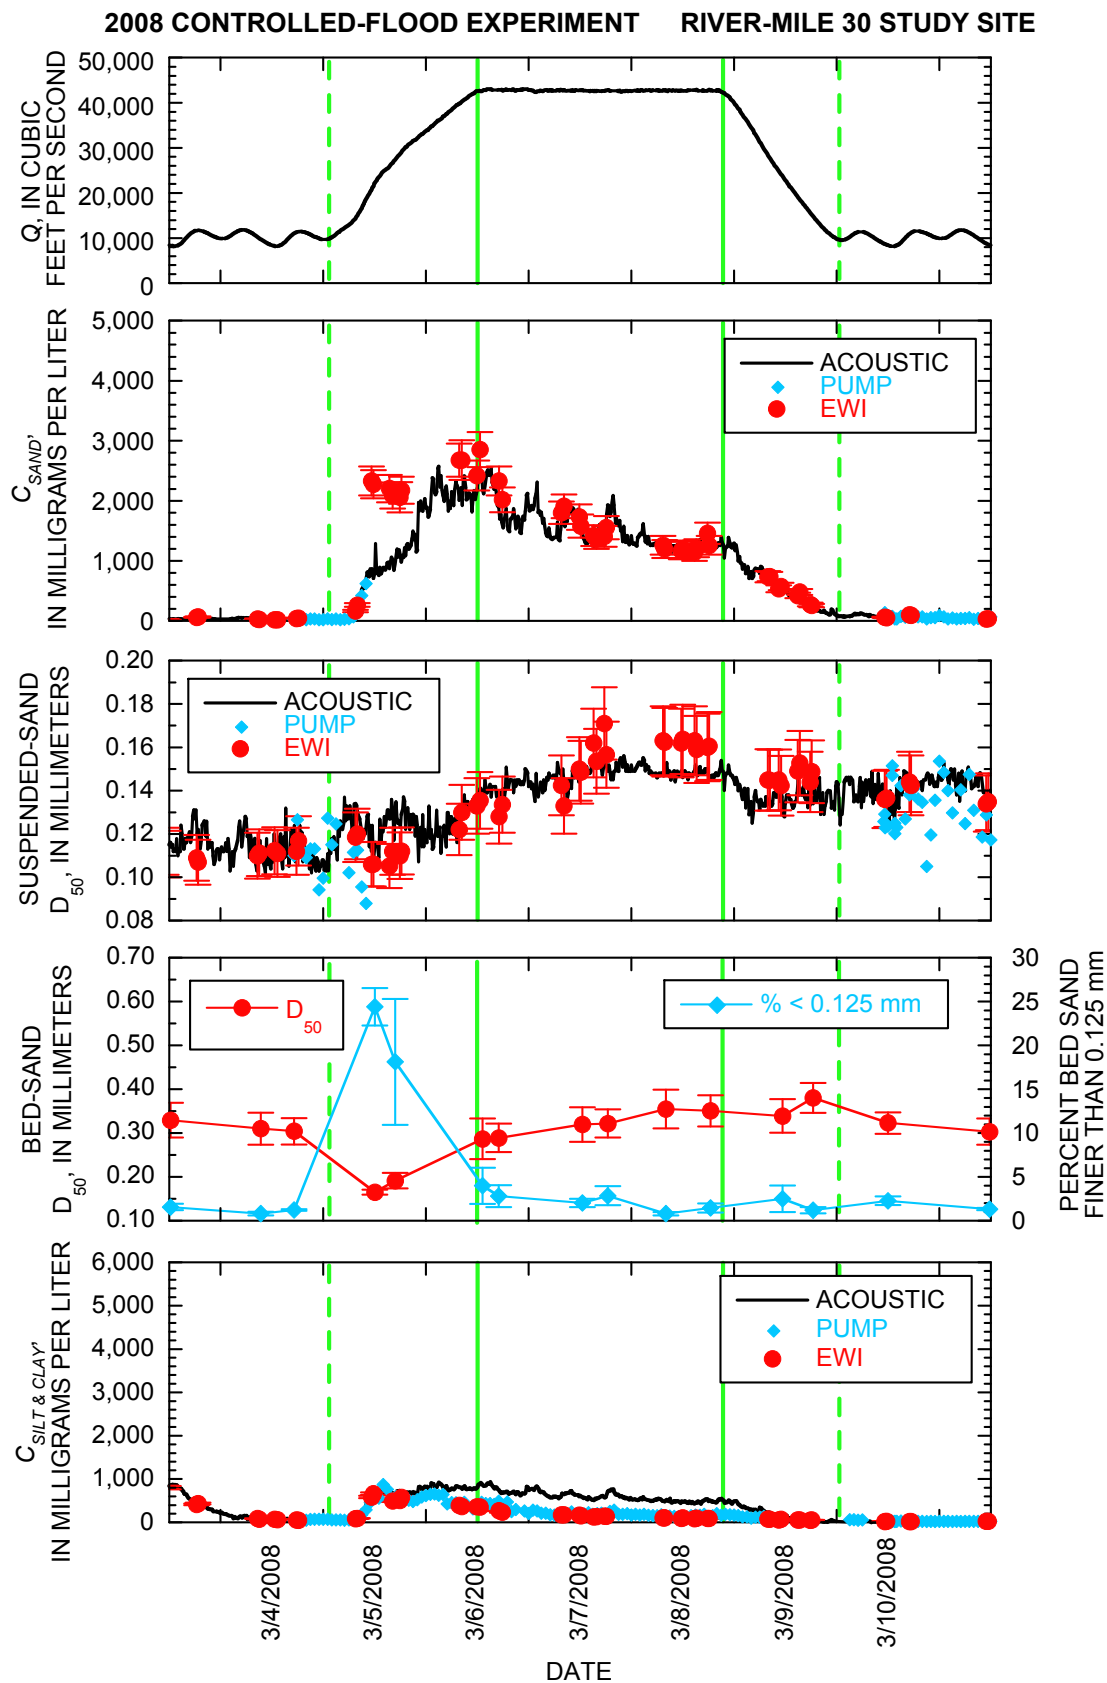 2008 CONTROLLED-FLOOD EXPERIMENT RIVER-MILE 30 STUDY SITE
Q, IN CUBIC
FEET PER SECOND
50,000
40,000
30,000
20,000
10,000
0
C SAND,
IN MILLIGRAMS PER LITER
5,000
4,000
3,000
2,000
1,000
0
ACOUSTIC
PUMP
EWI
SUSPENDED-SAND
D50, IN MILLIMETERS
0.20
0.18
0.16
0.14
0.12
0.10
0.08
ACOUSTIC
PUMP
EWI
BED-SAND
D50, IN MILLIMETERS
0.70
0.60
0.50
0.40
0.30
0.20
0.10
D50
% < 0.125 mm
30
25
20
15
10
5
0
PERCENT BED SAND
FINER THAN 0.125 mm
C SILT & CLAY,
IN MILLIGRAMS PER LITER
6,000
5,000
4,000
3,000
2,000
1,000
0
ACOUSTIC
PUMP
EWI
3/4/2008
3/5/2008
3/6/2008
3/7/2008
3/8/2008
3/9/2008
3/10/2008
DATE